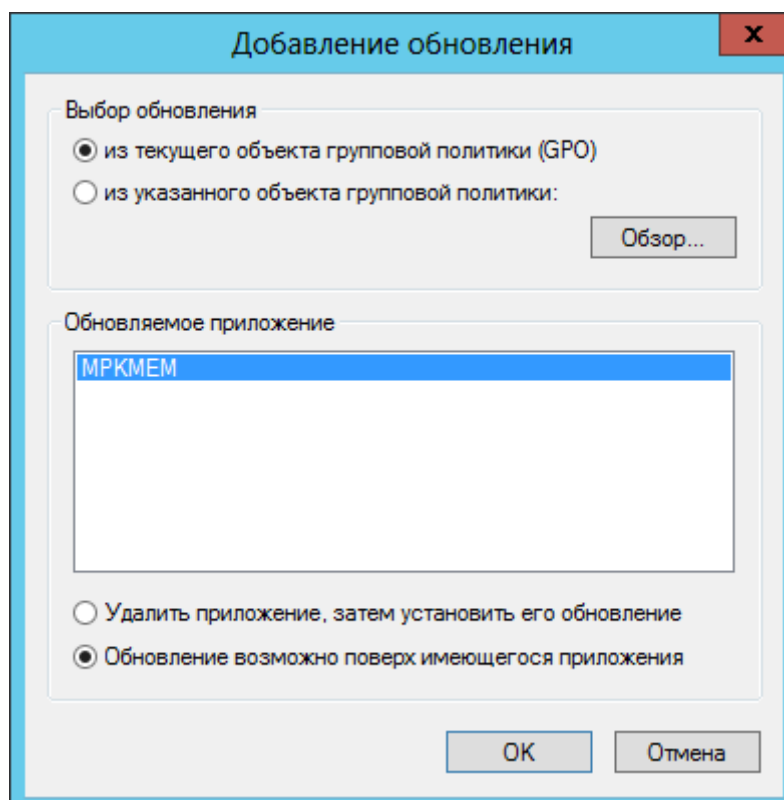 Добавление обновления
x
Выбор обновления
из текущего объекта групповой политики (GPO)
из указанного объекта групповой политики:
Обзор...
Обновляемое приложение
MPKMEM
Удалить приложение, затем установить его обновление
Обновление возможно поверх имеющегося приложения
OK
Отмена